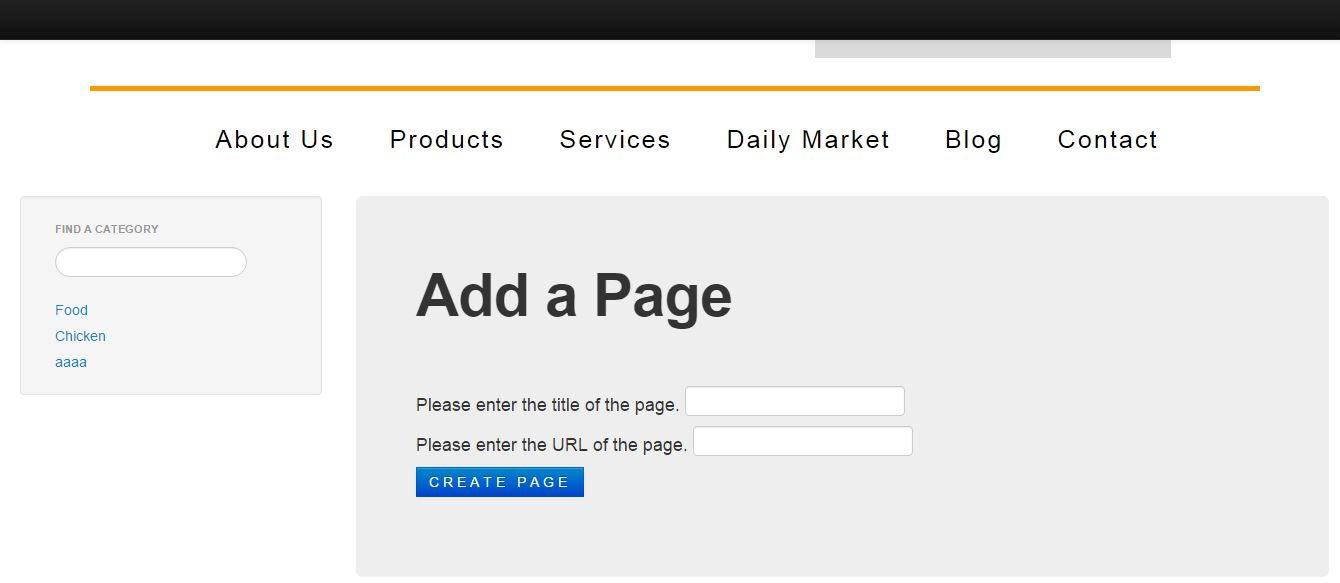 About Us Products Services Daily Market Blog Contact
FIND A CATEGORY
Food
Chicken
aaaa
Add a Page
Please enter the title of the page.
Please enter the URL of the page.
CREATE PAGE